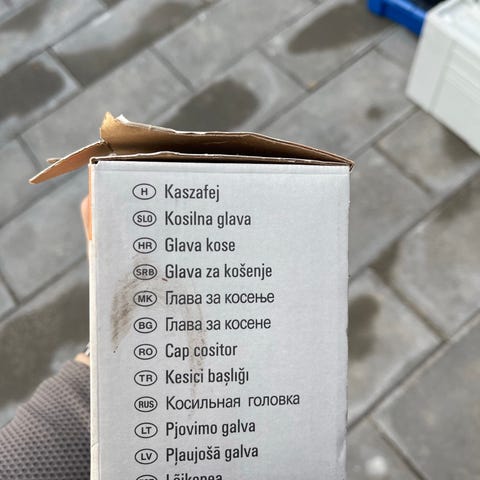 H Kaszafej
SLO Kosilna glava
HR Glava kose
SRB Glava za košenje
MK Глава за косење
BG Глава за косене
RO Cap cositor
TR Kesici başlığı
RUS Косильная головка
LT Pjovimo galva
LV Pļaujošā galva